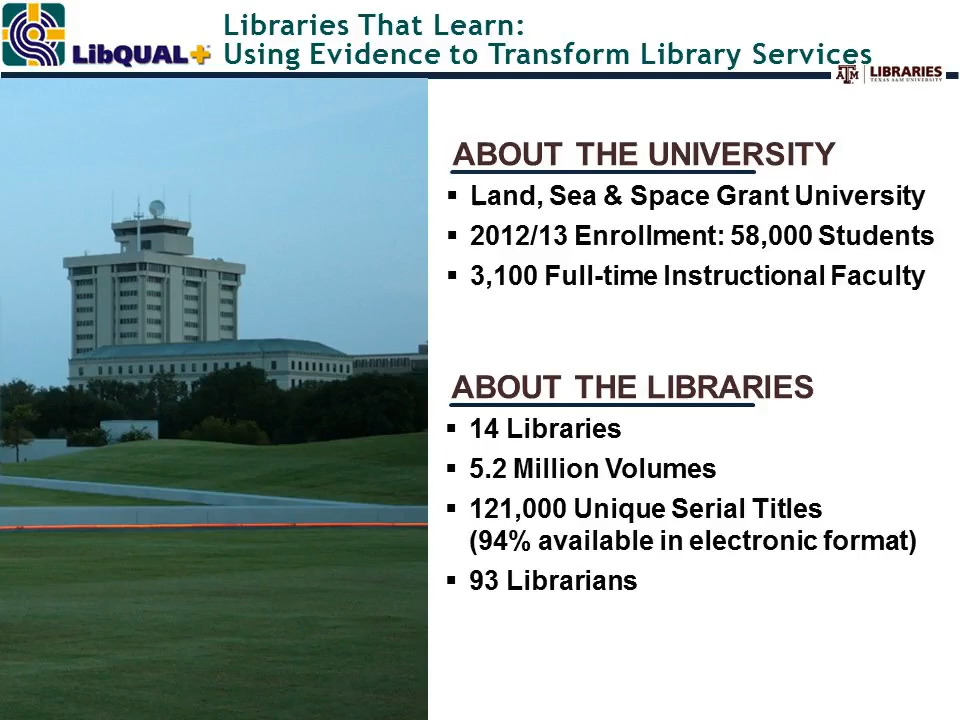 Libraries That Learn:
LibQUAL+ Using Evidence to Transform Library Services
ATM LIBRARIES
TEXAS A&M UNIVERSITY
ABOUT THE UNIVERSITY
▪ Land, Sea & Space Grant University
▪ 2012/13 Enrollment: 58,000 Students
▪ 3,100 Full-time Instructional Faculty
ABOUT THE LIBRARIES
▪ 14 Libraries
▪ 5.2 Million Volumes
▪ 121,000 Unique Serial Titles
(94% available in electronic format)
▪ 93 Librarians